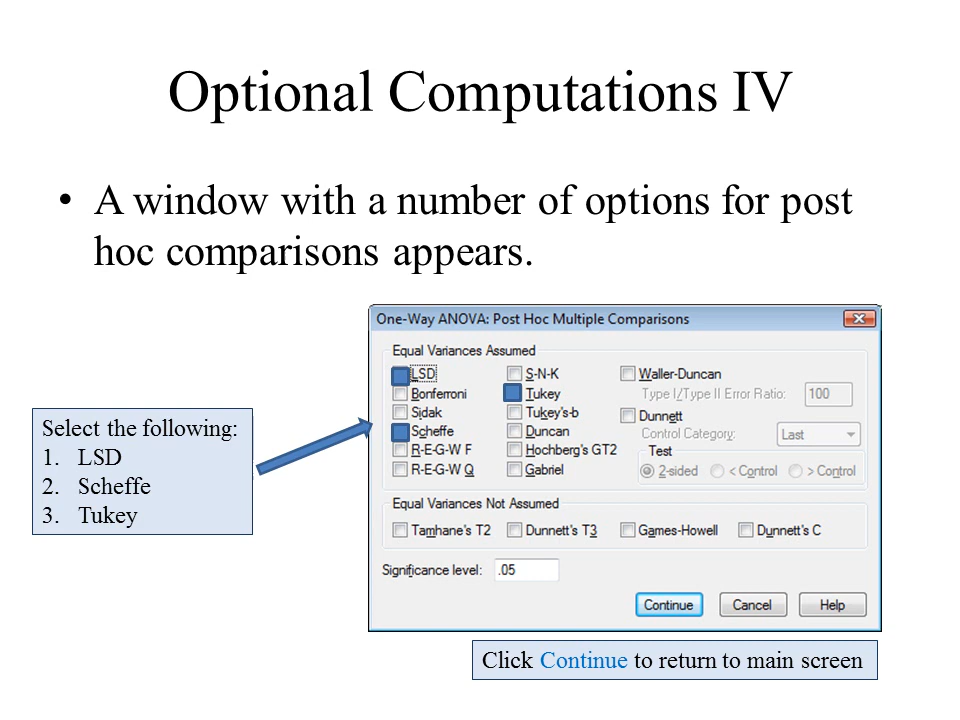 Optional Computations IV
• A window with a number of options for post
hoc comparisons appears.
Select the following:
1. LSD
2. Scheffe
3. Tukey
One-Way ANOVA: Post Hoc Multiple Comparisons
Equal Variances Assumed
LSD
Bonferroni
Sidak
Scheffe
R-E-G-W F
R-E-G-W Q
S-N-K
Tukey
Tukey's-b
Duncan
Hochberg's GT2
Gabriel
Waller-Duncan
Type I/Type II Error Ratio: 100
Dunnett
Control Category: Last
Test
2-sided < Control > Control
Equal Variances Not Assumed
Tamhane's T2 Dunnett's T3 Games-Howell Dunnett's C
Significance level: .05
Continue Cancel Help
Click Continue to return to main screen